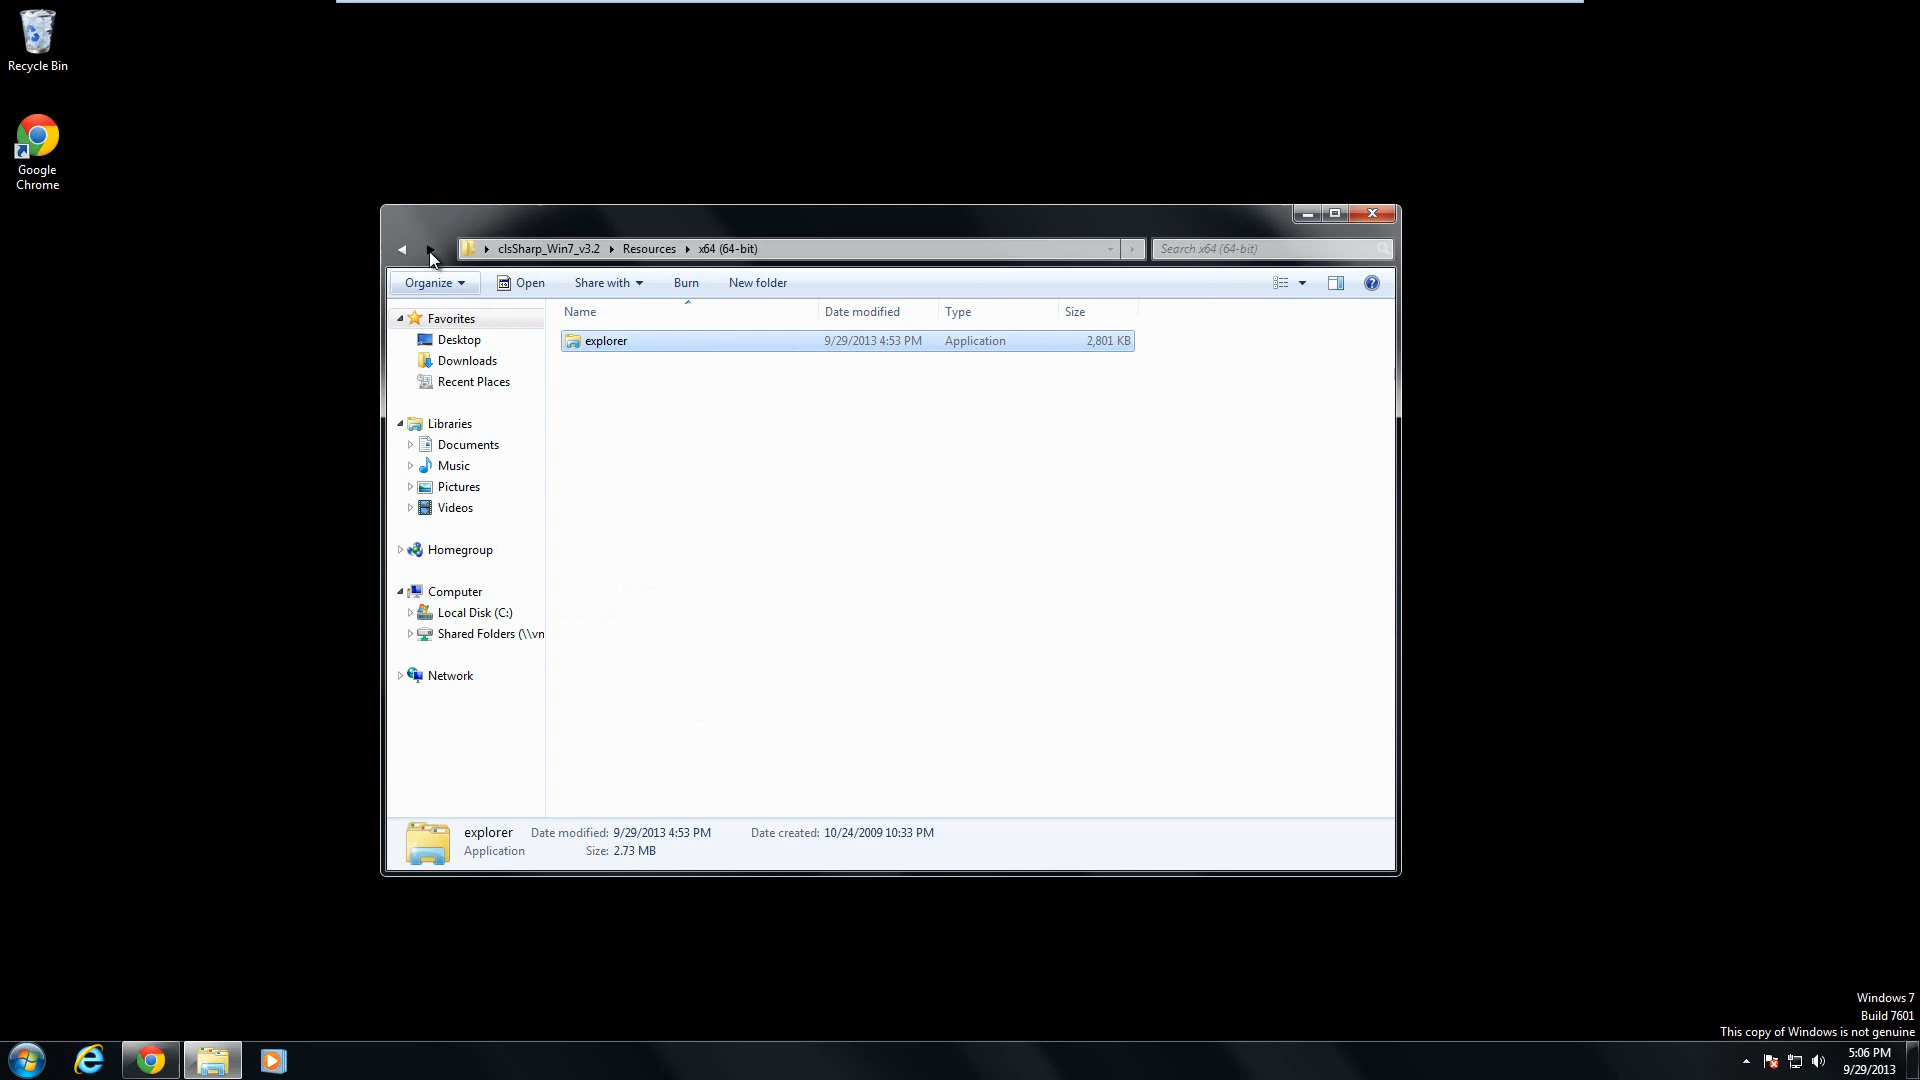 Recycle Bin
Google
Chrome
clsSharp_Win7_v3.2
Resources
x64 (64-bit)
Search x64 (64-bit)
Organize
Open
Share with
Burn
New folder
Name
Date modified
Type
Size
explorer
9/29/2013 4:53 PM
Application
2,801 KB
Favorites
Desktop
Downloads
Recent Places
Libraries
Documents
Music
Pictures
Videos
Homegroup
Computer
Local Disk (C:)
Shared Folders (\\vn
Network
explorer
Date modified: 9/29/2013 4:53 PM
Date created: 10/24/2009 10:33 PM
Application
Size: 2.73 MB
Windows 7
Build 7601
This copy of Windows is not genuine
5:06 PM
9/29/2013